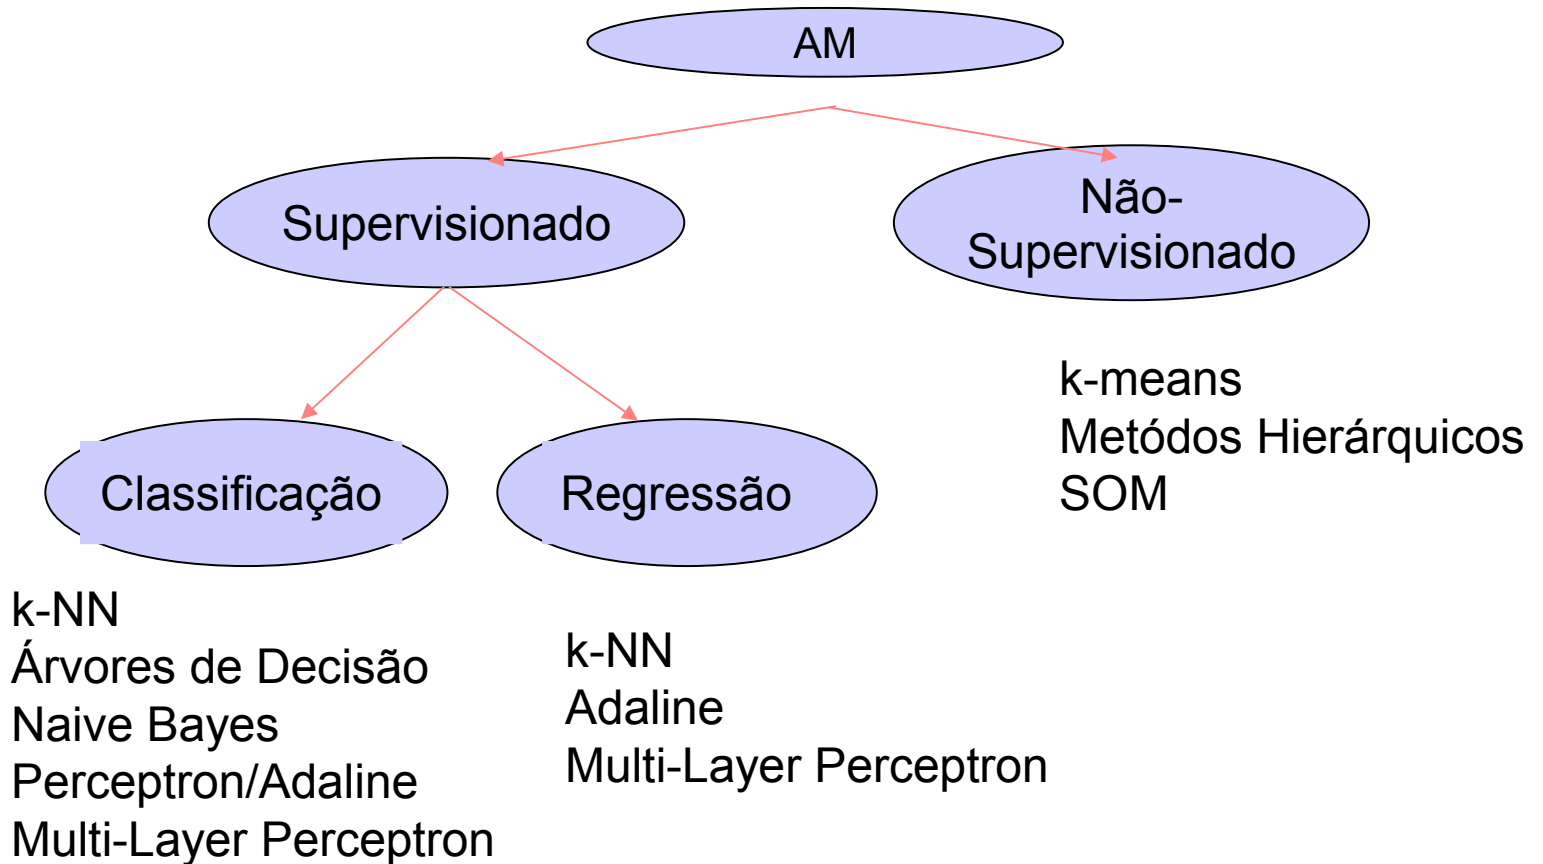 AM
Supervisionado
Não-
Supervisionado
Classificação
Regressão
k-means
Metódos Hierárquicos
SOM
k-NN
Árvores de Decisão
Naive Bayes
Perceptron/Adaline
Multi-Layer Perceptron
k-NN
Adaline
Multi-Layer Perceptron